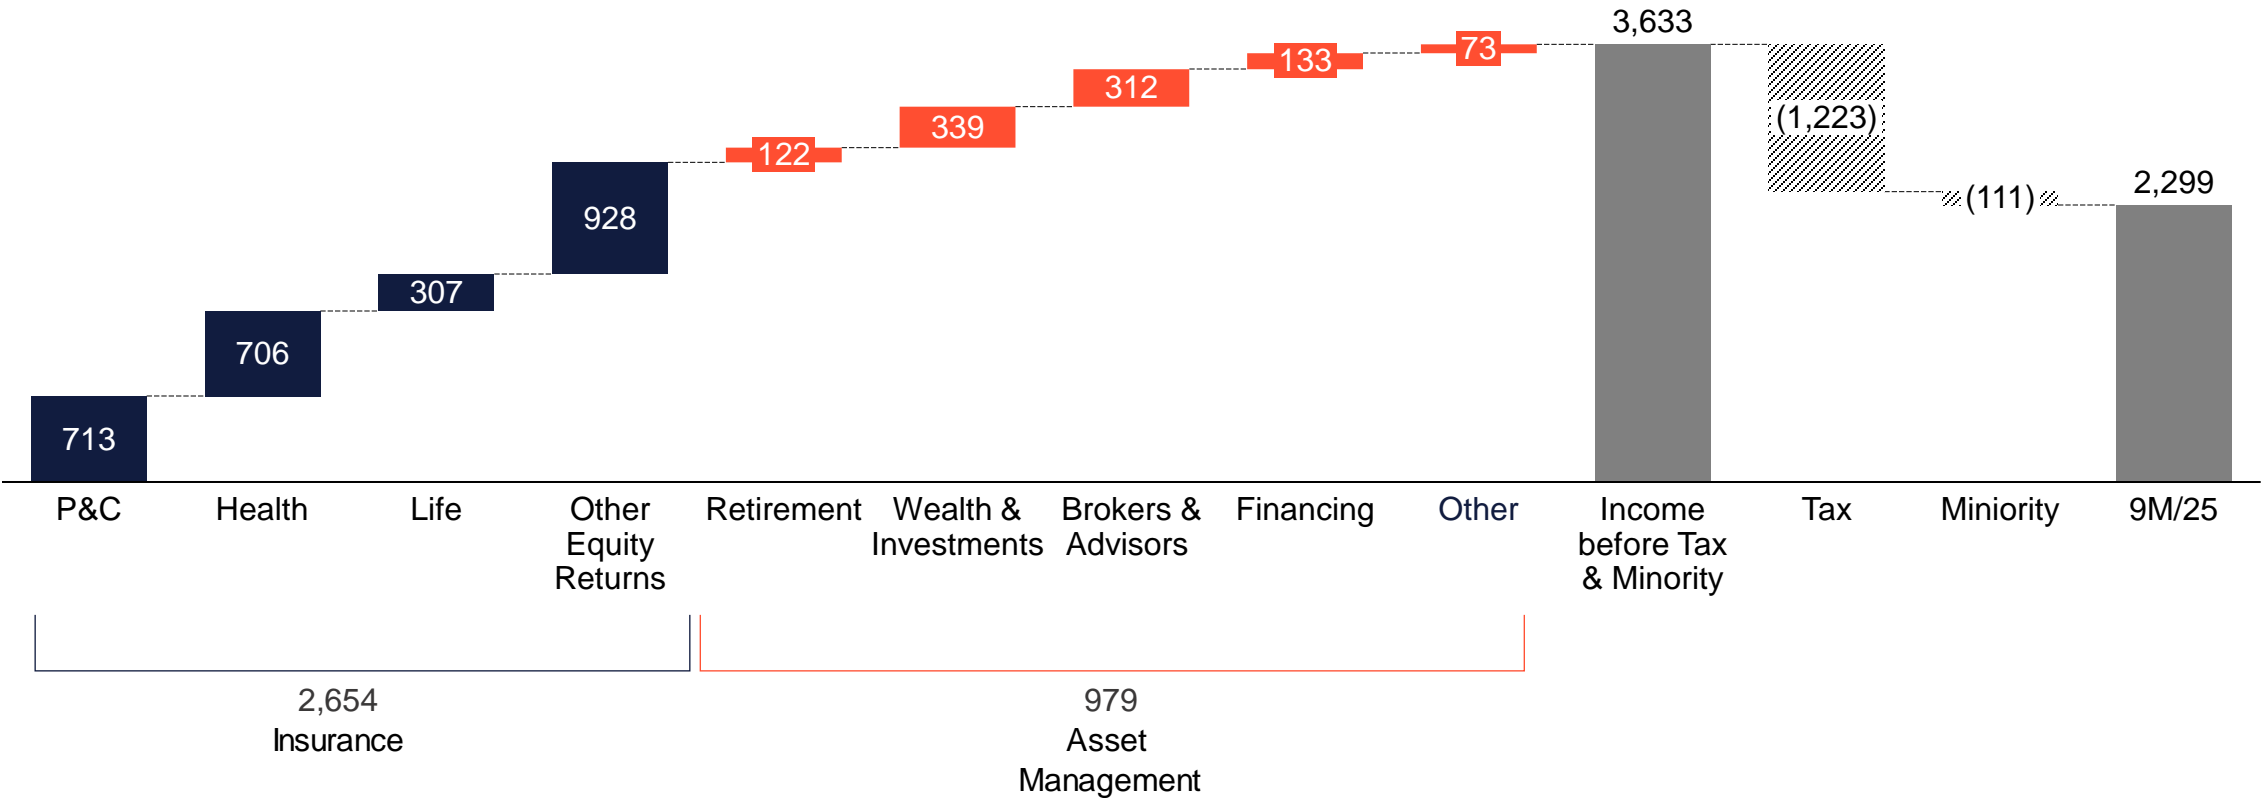 3,633
73
133
312
339
122
928
307
706
713
(1,223)
(111)
2,299
P&C
Health
Life
Other
Equity
Returns
Retirement
Wealth &
Investments
Brokers &
Advisors
Financing
Other
Income
before Tax
& Minority
Tax
Miniority
9M/25
2,654
Insurance
979
Asset
Management